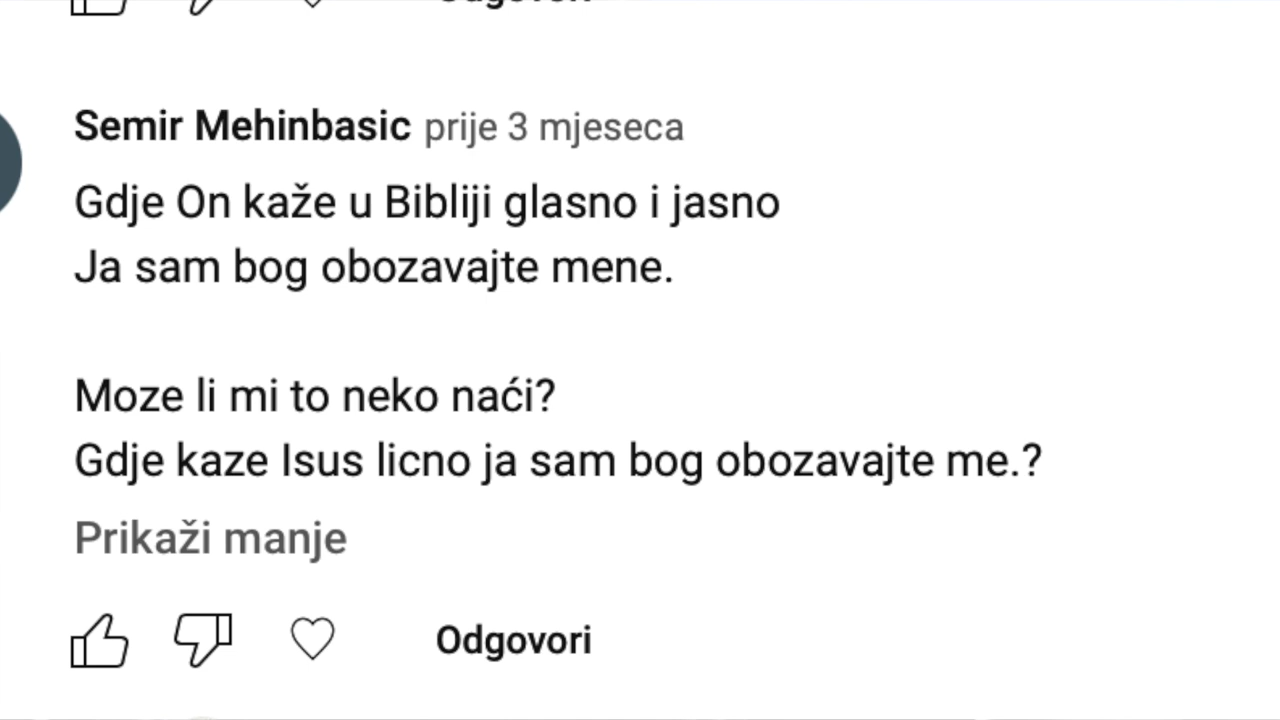 Semir Mehinbasic prije 3 mjeseca
Gdje On kaže u Bibliji glasno i jasno
Ja sam bog obozavajte mene.
Moze li mi to neko naći?
Gdje kaze Isus licno ja sam bog obozavajte me.?
Prikaži manje
Odgovori